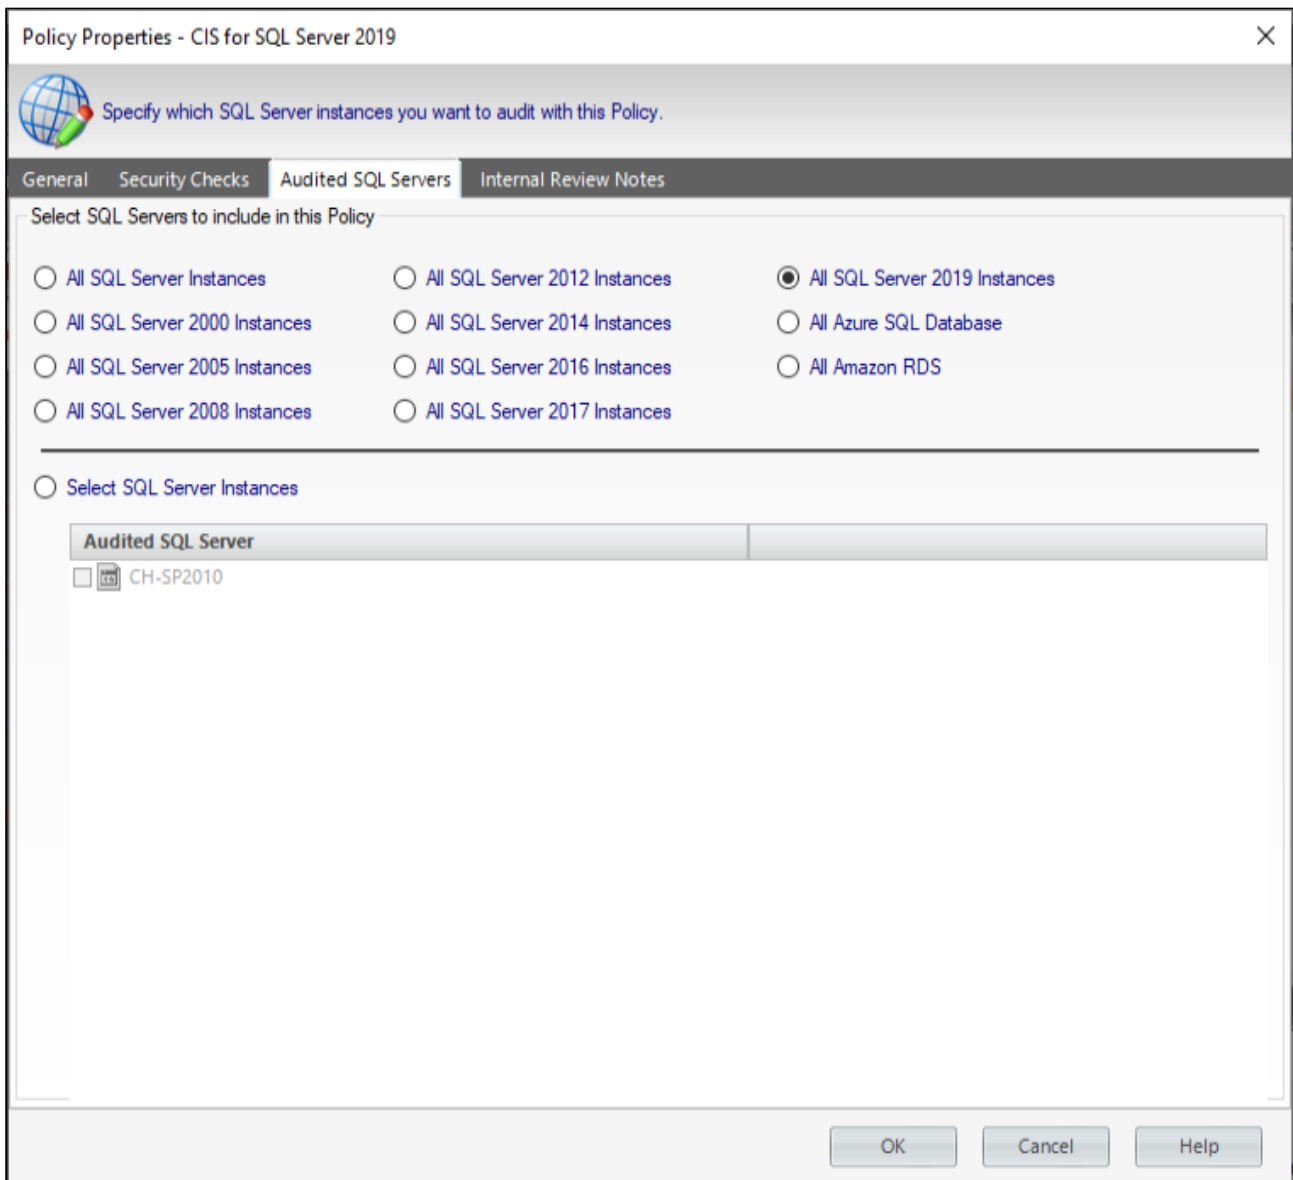 Policy Properties - CIS for SQL Server 2019
Specify which SQL Server instances you want to audit with this Policy.
General Security Checks Audited SQL Servers Internal Review Notes
Select SQL Servers to include in this Policy
All SQL Server Instances All SQL Server 2012 Instances All SQL Server 2019 Instances
All SQL Server 2000 Instances All SQL Server 2014 Instances All Azure SQL Database
All SQL Server 2005 Instances All SQL Server 2016 Instances All Amazon RDS
All SQL Server 2008 Instances All SQL Server 2017 Instances
Select SQL Server Instances
Audited SQL Server
CH-SP2010
OK Cancel Help